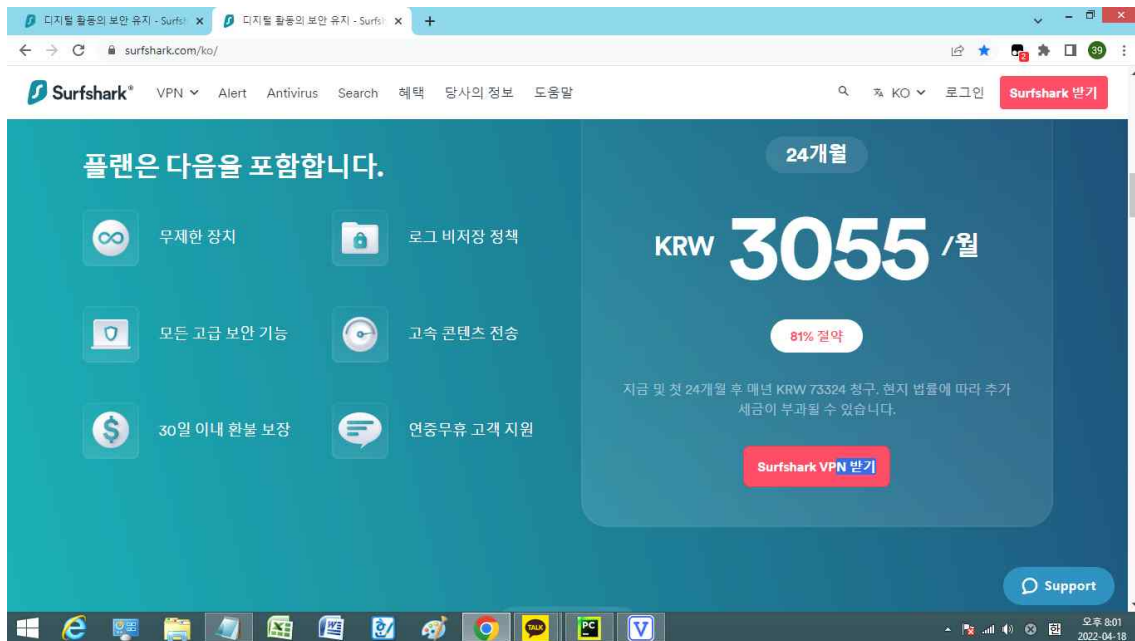 디지털 활동의 보안 유지 - Surfs
디지털 활동의 보안 유지 - Surfs
surfshark.com/ko/
2
39
Surfshark®
VPN
Alert
Antivirus
Search
혜택
당사의 정보
도움말
KO
로그인
Surfshark 받기
플랜은 다음을 포함합니다.
무제한 장치
로그 비저장 정책
모든 고급 보안 기능
고속 콘텐츠 전송
30일 이내 환불 보장
연중무휴 고객 지원
24개월
KRW 3055 /월
81% 절약
지금 및 첫 24개월 후 매년 KRW 73324 청구. 현지 법률에 따라 추가
세금이 부과될 수 있습니다.
Surfshark VPN 받기
Support
TALK
PC
V
한
오후 8:01
2022-04-18